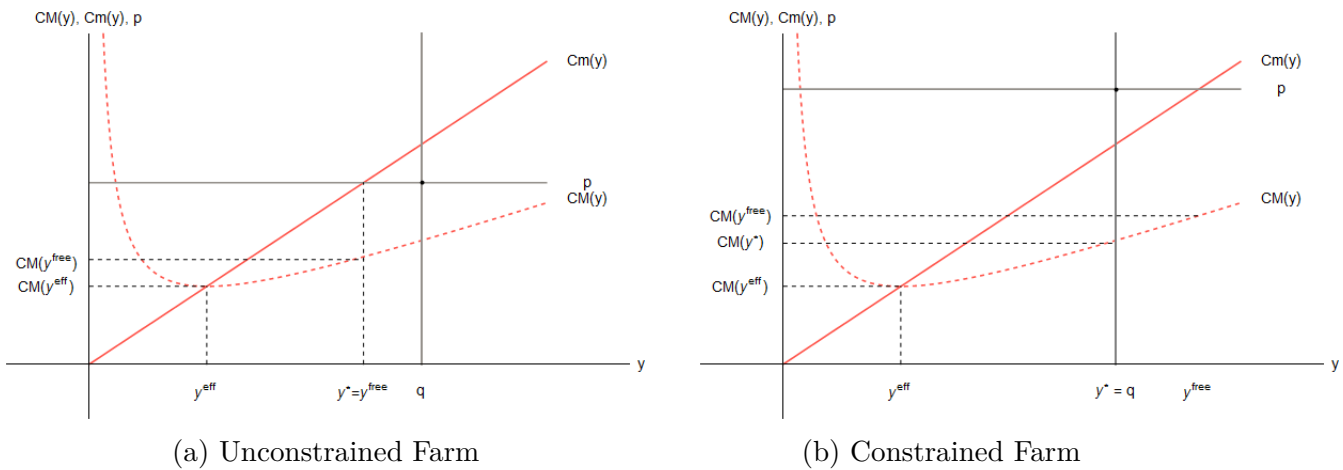 CM(y), Cm(y), p
Cm(y)
p
CM(y)
CM(y^free)
CM(y^eff)
y
y^eff
y*=y^free
q
(a) Unconstrained Farm
CM(y), Cm(y), p
Cm(y)
p
CM(y^free)
CM(y)
CM(y*)
CM(y^eff)
y
y^eff
y* = q
y^free
(b) Constrained Farm